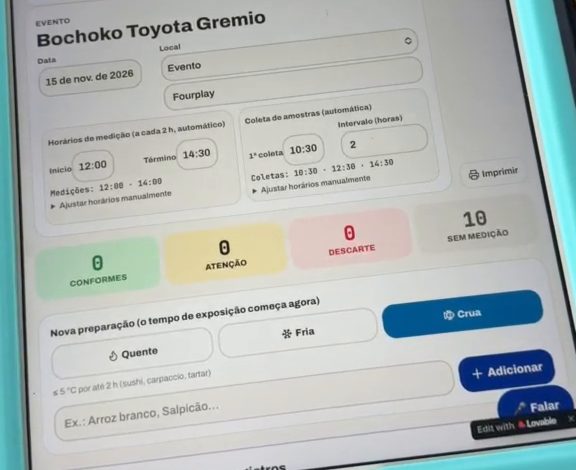 EVENTO
Bochoko Toyota Gremio
Data
Local
15 de nov. de 2026
Evento
Fourplay
Horários de medição (a cada 2 h, automático)
Início 12:00
Término 14:30
Medições: 12:00 · 14:00
▸ Ajustar horários manualmente
Coleta de amostras (automática)
Intervalo (horas)
1ª coleta 10:30
2
Coletas: 10:30 · 12:30 · 14:30
▸ Ajustar horários manualmente
Imprimir
0
CONFORMES
0
ATENÇÃO
0
DESCARTE
10
SEM MEDIÇÃO
Nova preparação (o tempo de exposição começa agora)
Quente
Fria
Crua
≤ 5 °C por até 2 h (sushi, carpaccio, tartar)
Ex.: Arroz branco, Salpicão...
+ Adicionar
Falar
Edit with Lovable ×